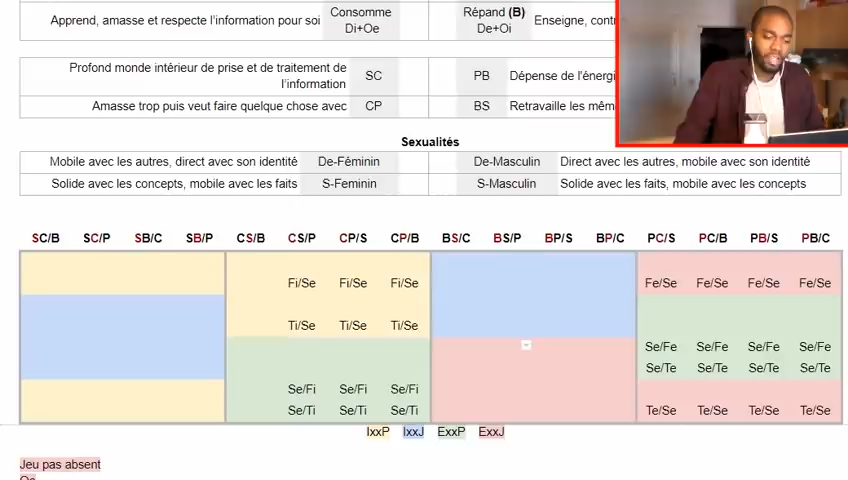 Apprend, amasse et respecte l'information pour soi Consomme Di+Oe Répand (B) De+Oi Enseigne,
Profond monde intérieur de prise et de traitement de l'information SC PB Dépense de
Amasse trop puis veut faire quelque chose avec CP BS Retravaille les
Sexualités
Mobile avec les autres, direct avec son identité De-Féminin De-Masculin Direct avec les autres, mobile avec son identité
Solide avec les concepts, mobile avec les faits S-Feminin S-Masculin Solide avec les faits, mobile avec les concepts
SC/B SC/P SB/C SB/P CS/B CS/P CP/S CP/B BS/C BS/P BP/S BP/C PC/S PC/B PB/S PB/C
Fi/Se Fi/Se Fi/Se Fe/Se Fe/Se Fe/Se Fe/Se
Ti/Se Ti/Se Ti/Se
Se/Fe Se/Fe Se/Fe Se/Fe
Se/Te Se/Te Se/Te Se/Te
Se/Fi Se/Fi Se/Fi
Se/Ti Se/Ti Se/Ti Te/Se Te/Se Te/Se Te/Se
IxxP IxxJ ExxP ExxJ
Jeu pas absent